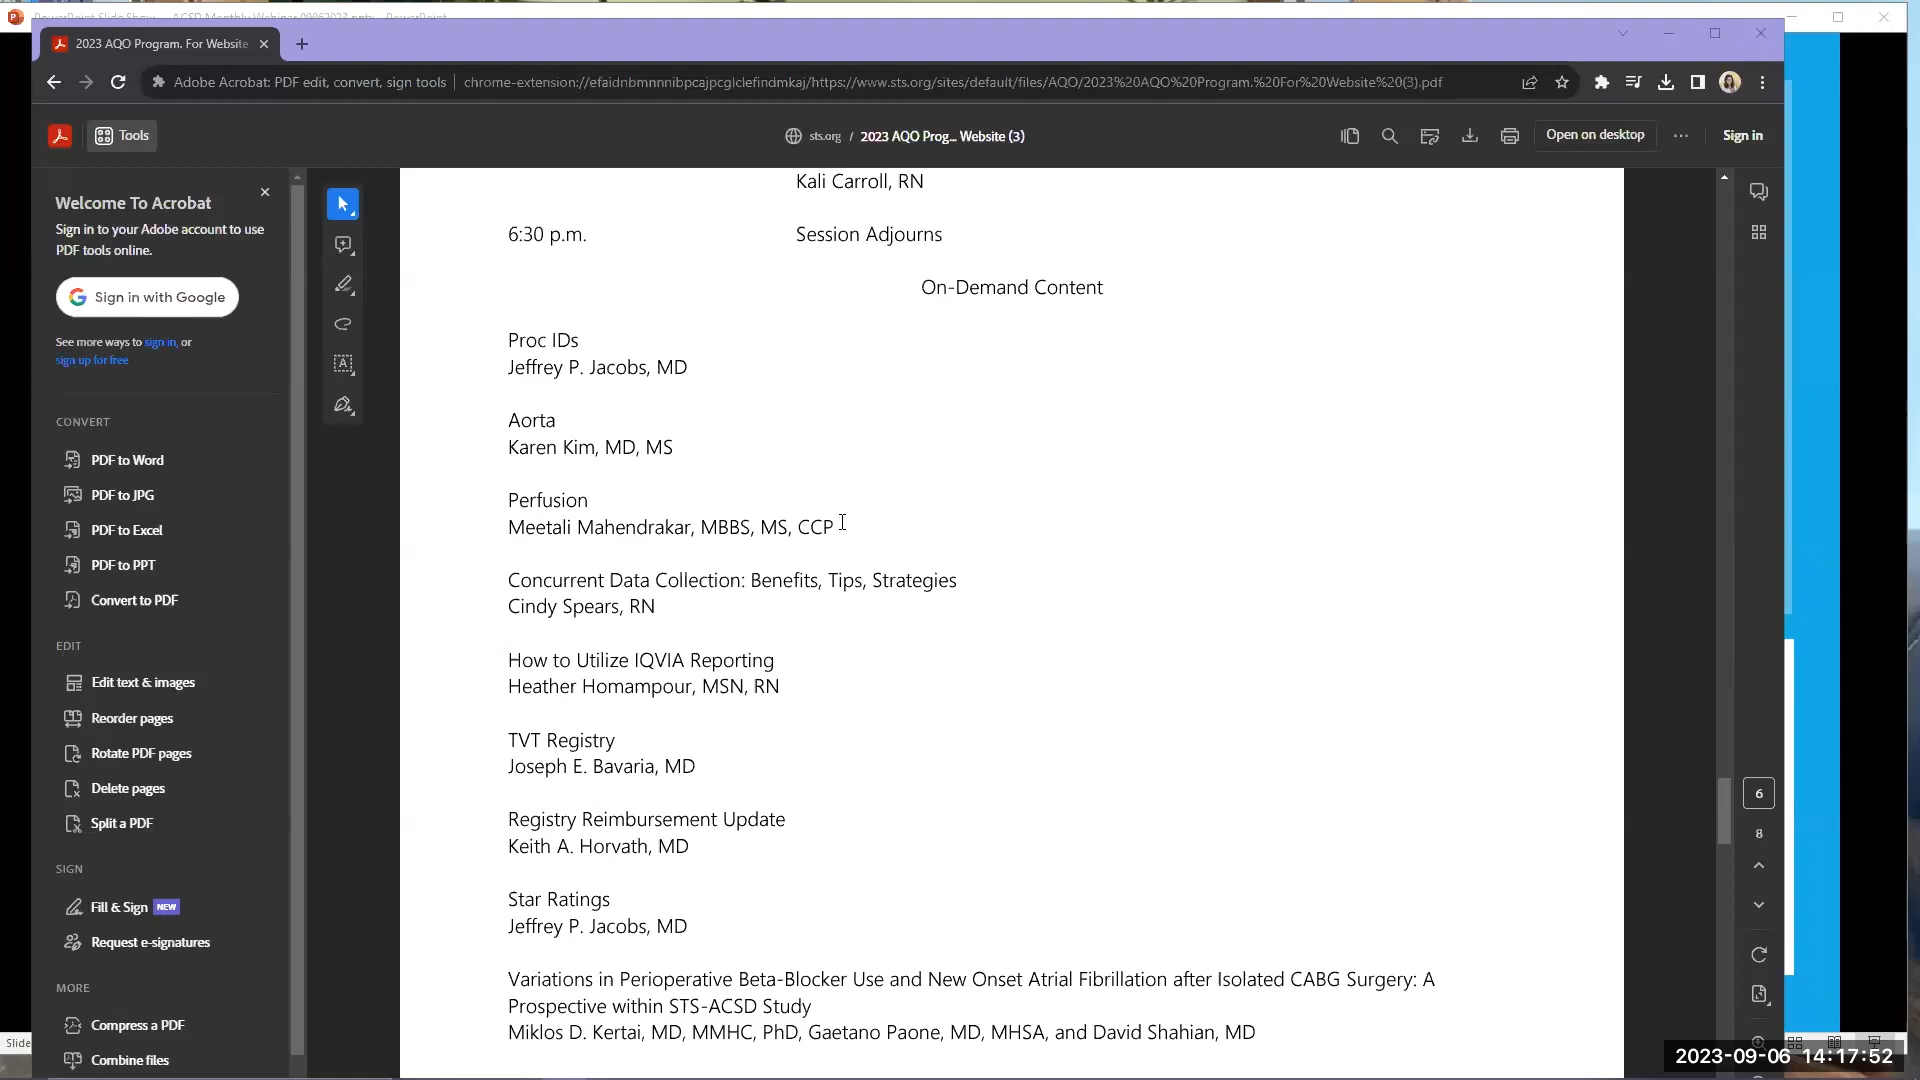 PowerPoint Slide Show - ACSD Monthly Webinar 09062023.pptx - PowerPoint
2023 AQO Program. For Website
Adobe Acrobat: PDF edit, convert, sign tools
chrome-extension://efaidnbmnnnibpcajpcglclefindmkaj/https://www.sts.org/sites/default/files/AQO/2023%20AQO%20Program.%20For%20Website%20(3).pdf
Tools
sts.org / 2023 AQO Prog... Website (3)
Open on desktop
Sign in
Welcome To Acrobat
Sign in to your Adobe account to use
PDF tools online.
Sign in with Google
See more ways to sign in, or
sign up for free
CONVERT
PDF to Word
PDF to JPG
PDF to Excel
PDF to PPT
Convert to PDF
EDIT
Edit text & images
Reorder pages
Rotate PDF pages
Delete pages
Split a PDF
SIGN
Fill & Sign NEW
Request e-signatures
MORE
Compress a PDF
Combine files
Kali Carroll, RN
6:30 p.m. Session Adjourns
On-Demand Content
Proc IDs
Jeffrey P. Jacobs, MD
Aorta
Karen Kim, MD, MS
Perfusion
Meetali Mahendrakar, MBBS, MS, CCP
Concurrent Data Collection: Benefits, Tips, Strategies
Cindy Spears, RN
How to Utilize IQVIA Reporting
Heather Homampour, MSN, RN
TVT Registry
Joseph E. Bavaria, MD
Registry Reimbursement Update
Keith A. Horvath, MD
Star Ratings
Jeffrey P. Jacobs, MD
Variations in Perioperative Beta-Blocker Use and New Onset Atrial Fibrillation after Isolated CABG Surgery: A
Prospective within STS-ACSD Study
Miklos D. Kertai, MD, MMHC, PhD, Gaetano Paone, MD, MHSA, and David Shahian, MD
6
8
Slide
2023-09-06 14:17:52